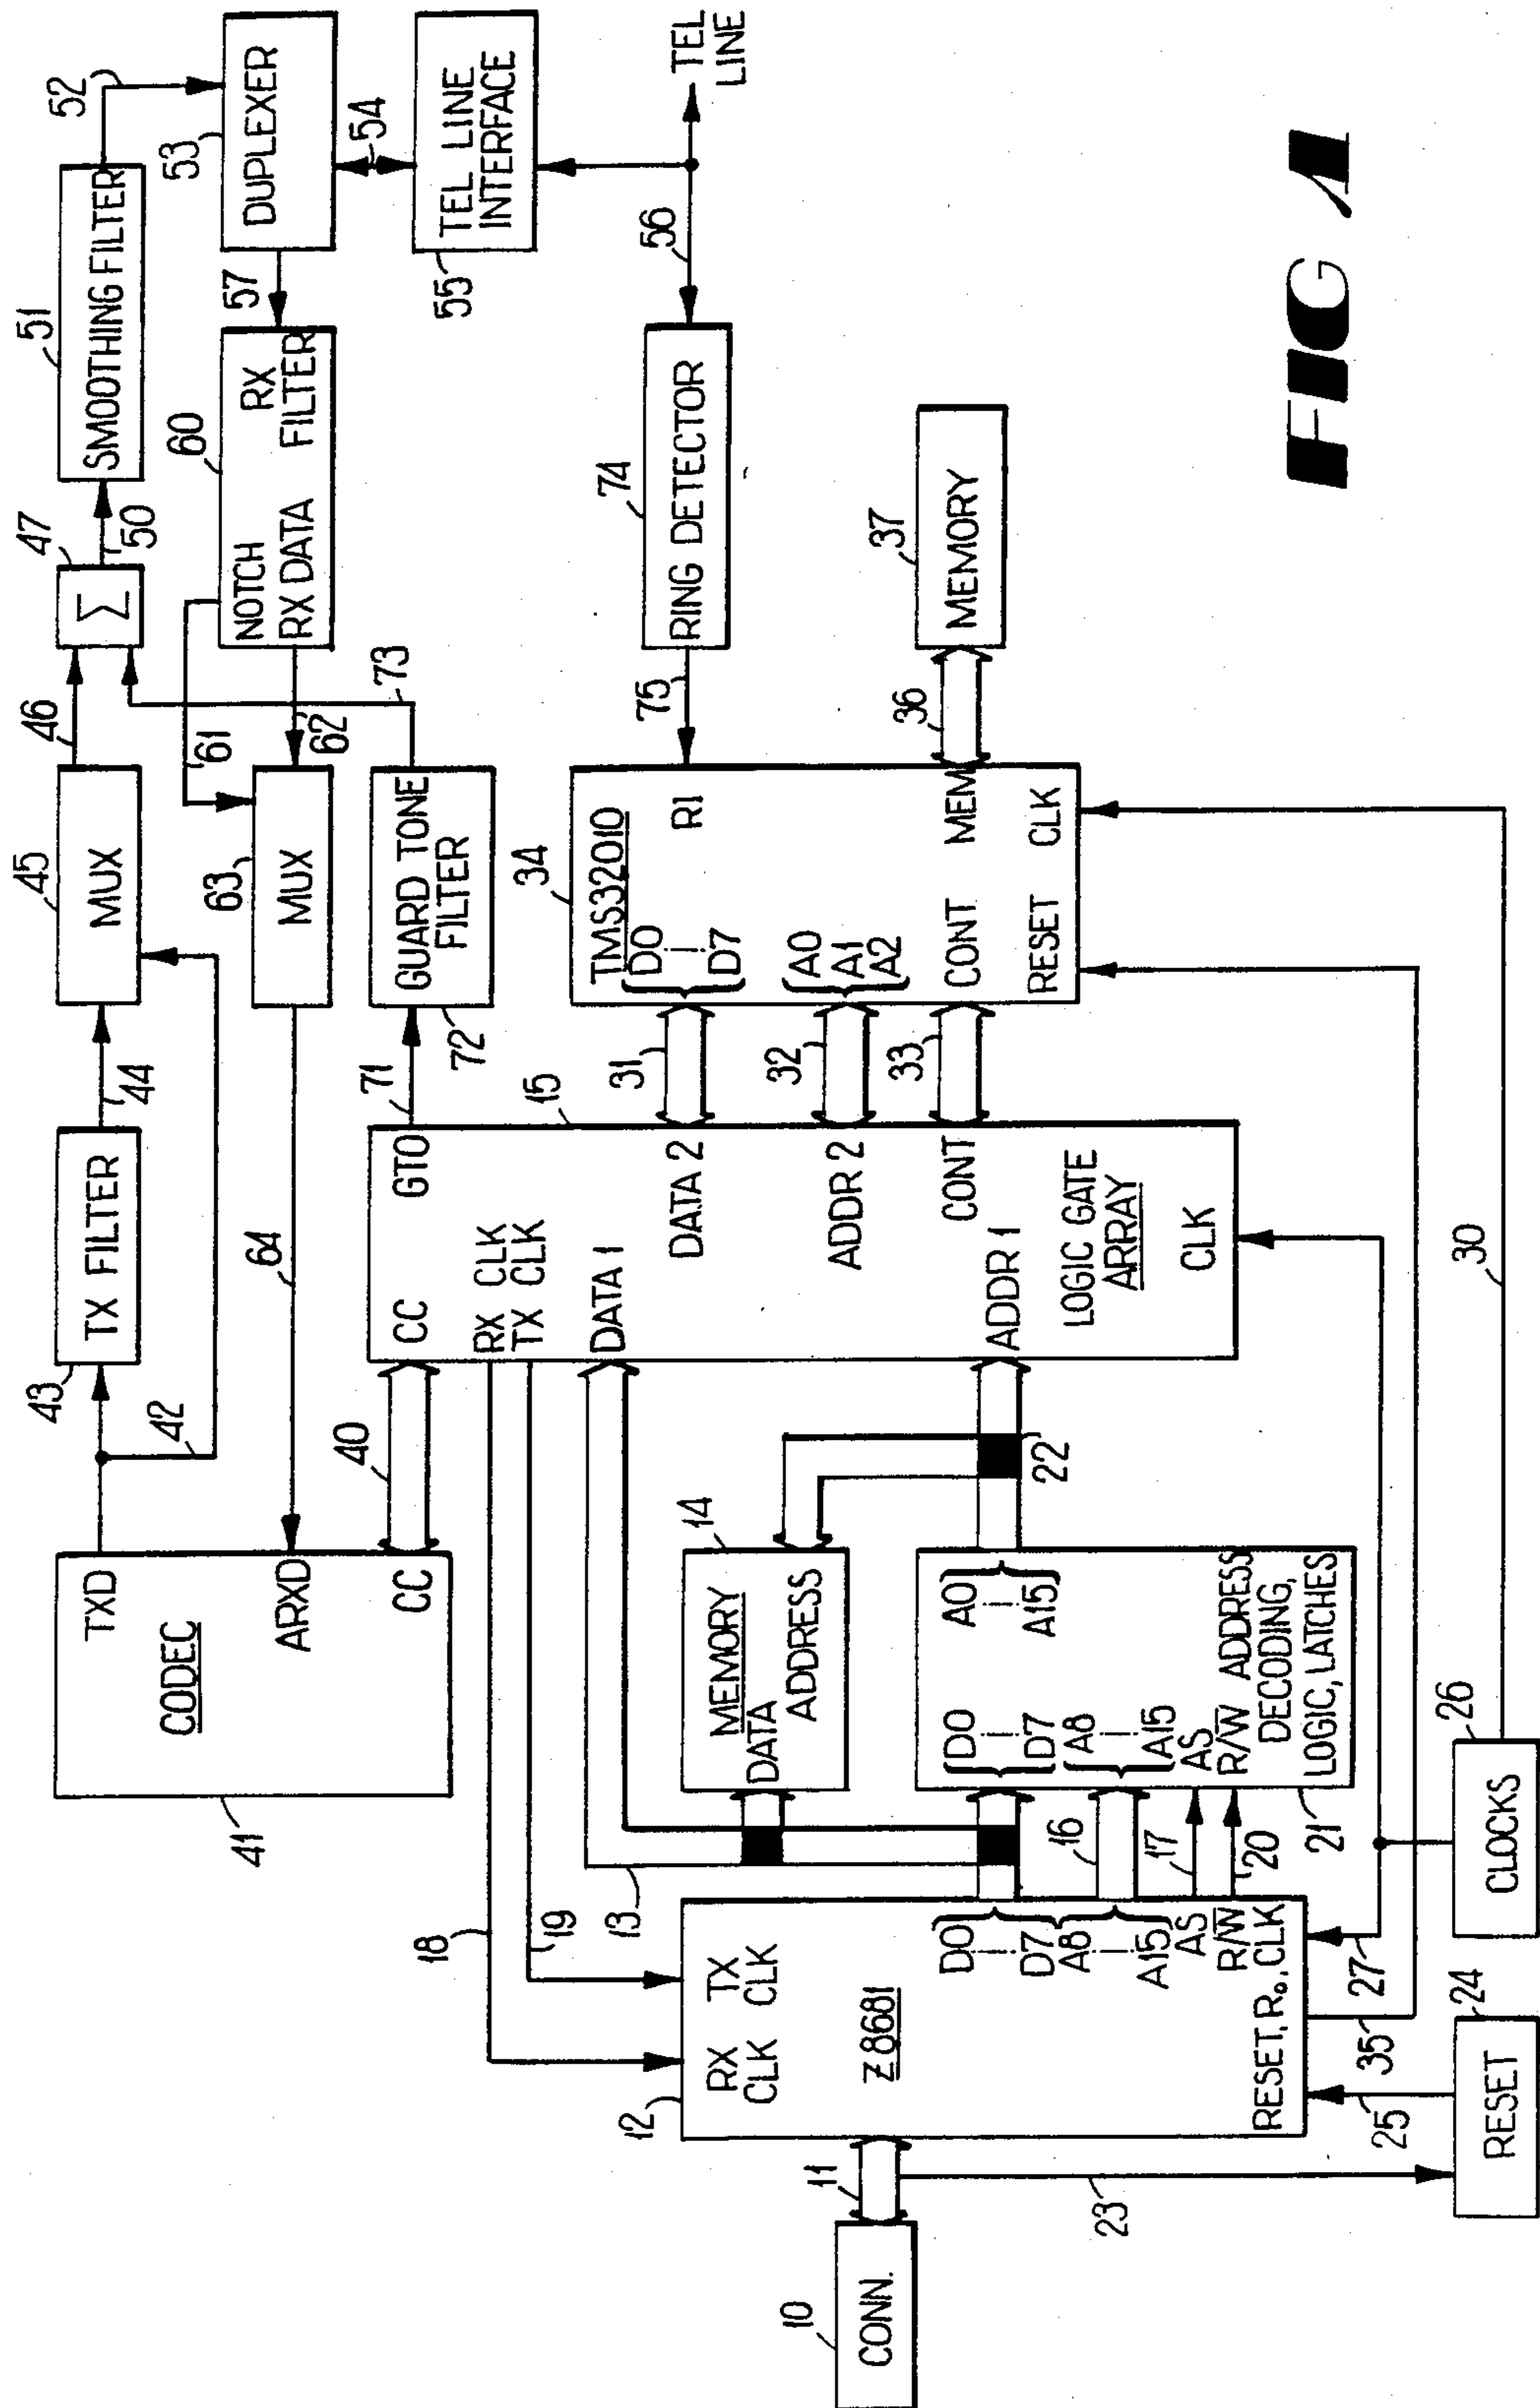 41
CODEC
TXD
ARXD
CC
42
43
TX FILTER
44
45
MUX
46
47
Σ
50
51
SMOOTHING FILTER
52
53
DUPLEXER
54
55
TEL LINE
INTERFACE
56
TEL
LINE
57
60
NOTCH
RX DATA
RX
FILTER
61
62
63
MUX
64
40
71
72
GUARD TONE
FILTER
73
74
RING DETECTOR
75
15
CC
GTO
RX CLK
TX CLK
DATA 1
DATA 2
ADDR 2
CONT
ADDR 1
LOGIC GATE
ARRAY
CLK
31
32
33
34
TMS32010
D0
D7
A0
A1
A2
RI
CONT
MEM
RESET
CLK
36
37
MEMORY
18
19
13
14
MEMORY
DATA
ADDRESS
22
12
RX
CLK
TX
CLK
Z8681
D0
D7
A8
A15
AS
R/W̅
RESET, R₀, CLK
16
17
20
21
D0
D7
A8
A15
AS
R/W̅
A0
A15
ADDRESS
DECODING,
LOGIC, LATCHES
10
CONN.
11
23
24
RESET
25
26
CLOCKS
27
30
35
FIG A